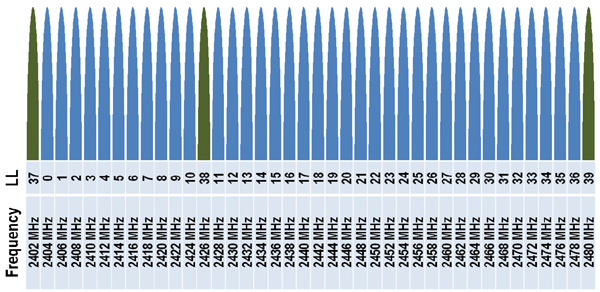 LL 37 0 1 2 3 4 5 6 7 8 9 10 38 11 12 13 14 15 16 17 18 19 20 21 22 23 24 25 26 27 28 29 30 31 32 33 34 35 36 39
Frequency 2402 MHz 2404 MHz 2406 MHz 2408 MHz 2410 MHz 2412 MHz 2414 MHz 2416 MHz 2418 MHz 2420 MHz 2422 MHz 2424 MHz 2426 MHz 2428 MHz 2430 MHz 2432 MHz 2434 MHz 2436 MHz 2438 MHz 2440 MHz 2442 MHz 2444 MHz 2446 MHz 2448 MHz 2450 MHz 2452 MHz 2454 MHz 2456 MHz 2458 MHz 2460 MHz 2462 MHz 2464 MHz 2466 MHz 2468 MHz 2470 MHz 2472 MHz 2474 MHz 2476 MHz 2478 MHz 2480 MHz